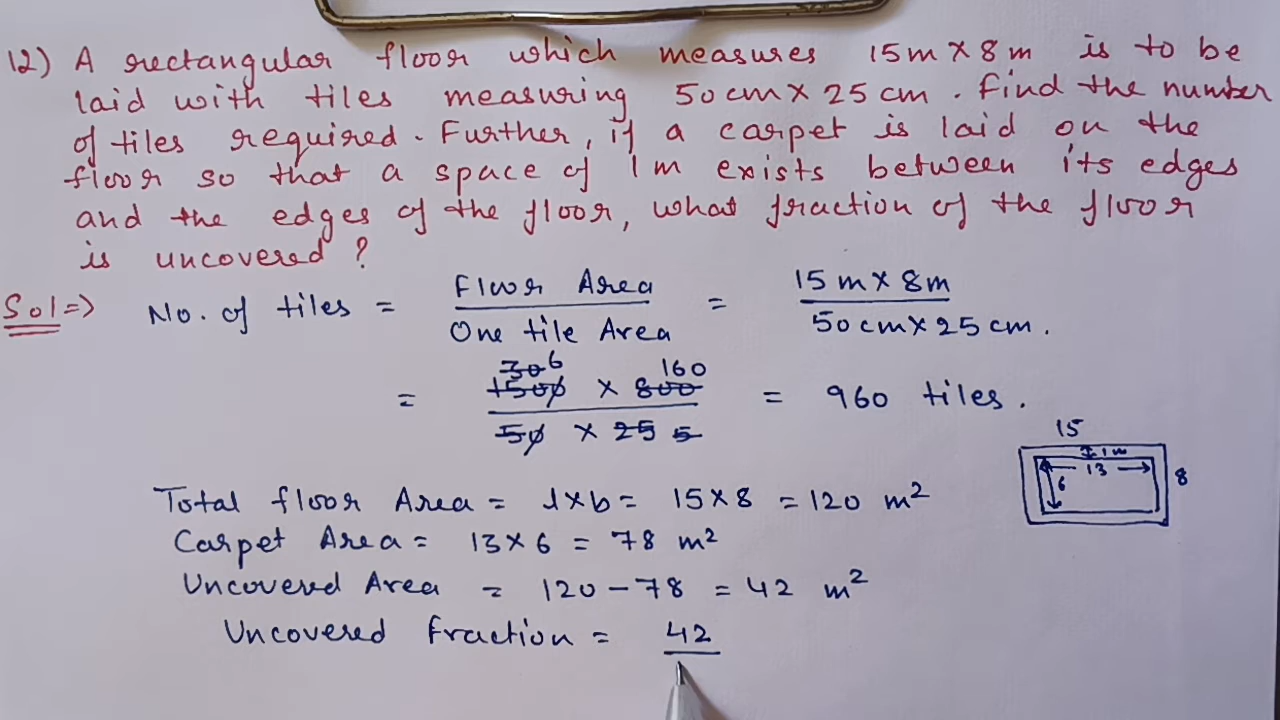 12) A rectangular floor which measures 15m x 8m is to be
laid with tiles measuring 50cm x 25cm. Find the number
of tiles required. Further, if a carpet is laid on the
floor so that a space of 1m exists between its edges
and the edges of the floor, what fraction of the floor
is uncovered?
Sol => No. of tiles = Floor Area / One tile Area = 15m x 8m / 50cm x 25cm.
30 6 160
= 1500 x 800 / 50 x 25 5 = 960 tiles.
15
1m
13
6
8
Total floor Area = l x b = 15 x 8 = 120 m²
Carpet Area = 13 x 6 = 78 m²
Uncovered Area = 120 - 78 = 42 m²
Uncovered fraction = 42